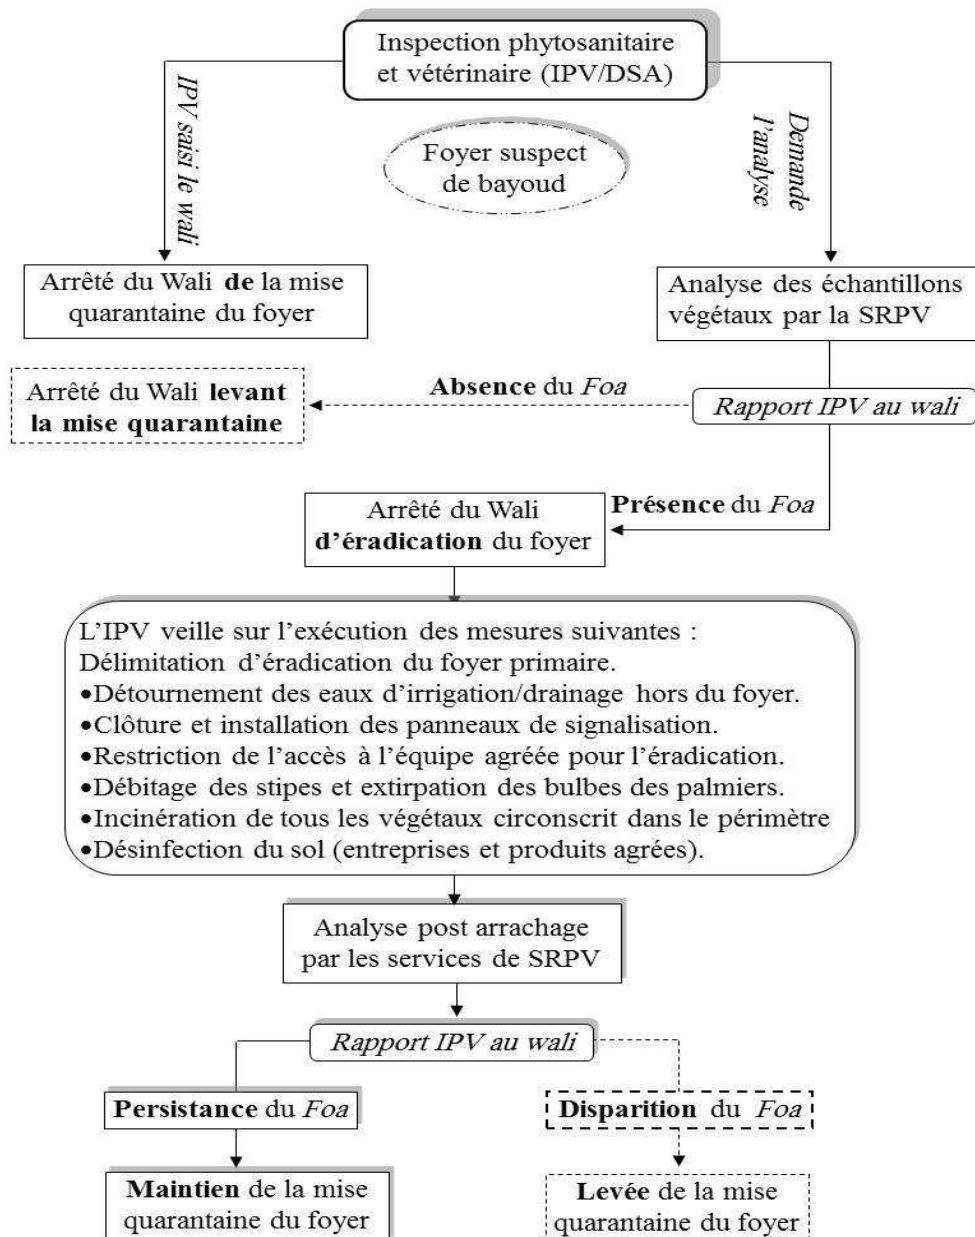 Inspection phytosanitaire
et vétérinaire (IPV/DSA)
IPV saisi le wali
Foyer suspect
de bayoud
Demande
l'analyse
Arrêté du Wali de la mise
quarantaine du foyer
Analyse des échantillons
végétaux par la SRPV
Arrêté du Wali levant
la mise quarantaine
Absence du Foa
Rapport IPV au wali
Arrêté du Wali
d'éradication du foyer
Présence du Foa
L'IPV veille sur l'exécution des mesures suivantes :
Délimitation d'éradication du foyer primaire.
•Détournement des eaux d'irrigation/drainage hors du foyer.
•Clôture et installation des panneaux de signalisation.
•Restriction de l'accès à l'équipe agréée pour l'éradication.
•Débitage des stipes et extirpation des bulbes des palmiers.
•Incinération de tous les végétaux circonscrit dans le périmètre
•Désinfection du sol (entreprises et produits agrées).
Analyse post arrachage
par les services de SRPV
Rapport IPV au wali
Persistance du Foa
Disparition du Foa
Maintien de la mise
quarantaine du foyer
Levée de la mise
quarantaine du foyer